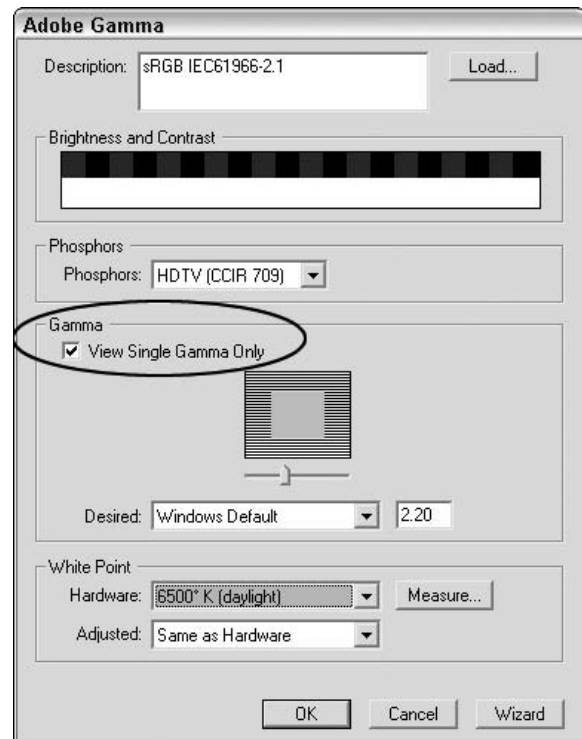 Adobe Gamma
Description: sRGB IEC61966-2.1 Load...
Brightness and Contrast
Phosphors
Phosphors: HDTV (CCIR 709)
Gamma
View Single Gamma Only
Desired: Windows Default 2.20
White Point
Hardware: 6500° K (daylight) Measure...
Adjusted: Same as Hardware
OK Cancel Wizard